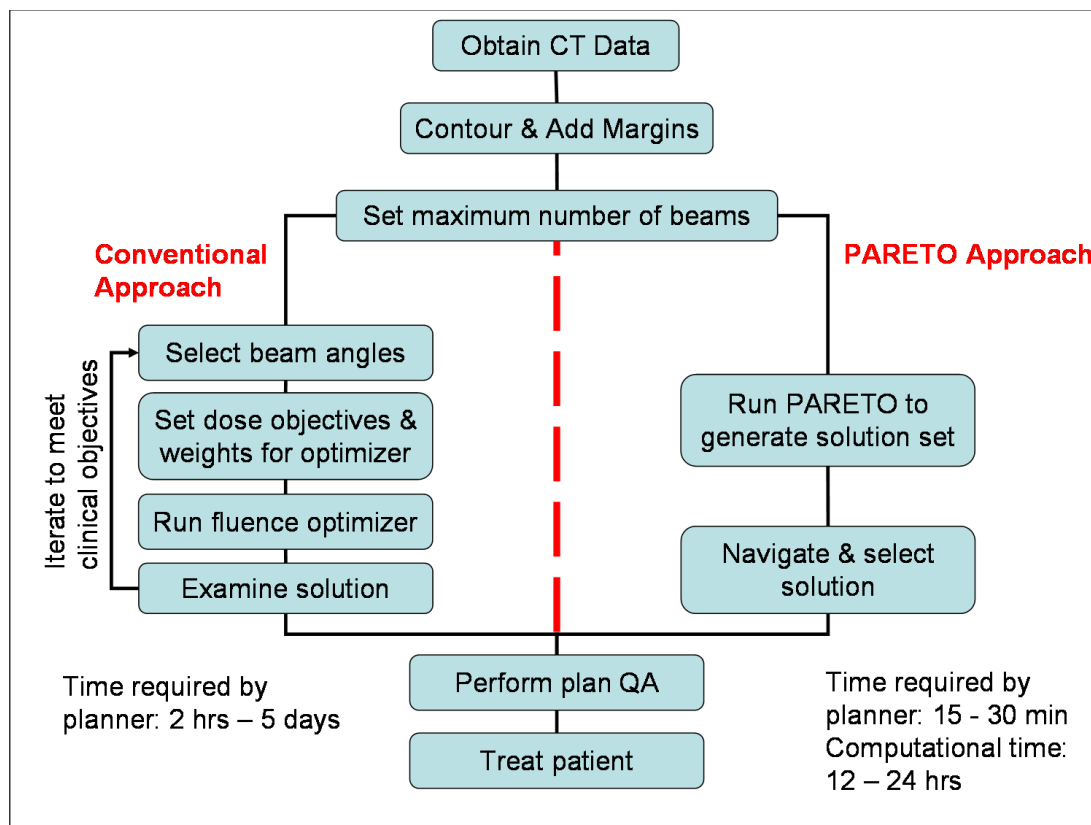 Obtain CT Data
Contour & Add Margins
Set maximum number of beams
Conventional
Approach
PARETO Approach
Iterate to meet
clinical objectives
Select beam angles
Set dose objectives &
weights for optimizer
Run fluence optimizer
Examine solution
Run PARETO to
generate solution set
Navigate & select
solution
Perform plan QA
Treat patient
Time required by
planner: 2 hrs – 5 days
Time required by
planner: 15 - 30 min
Computational time:
12 – 24 hrs